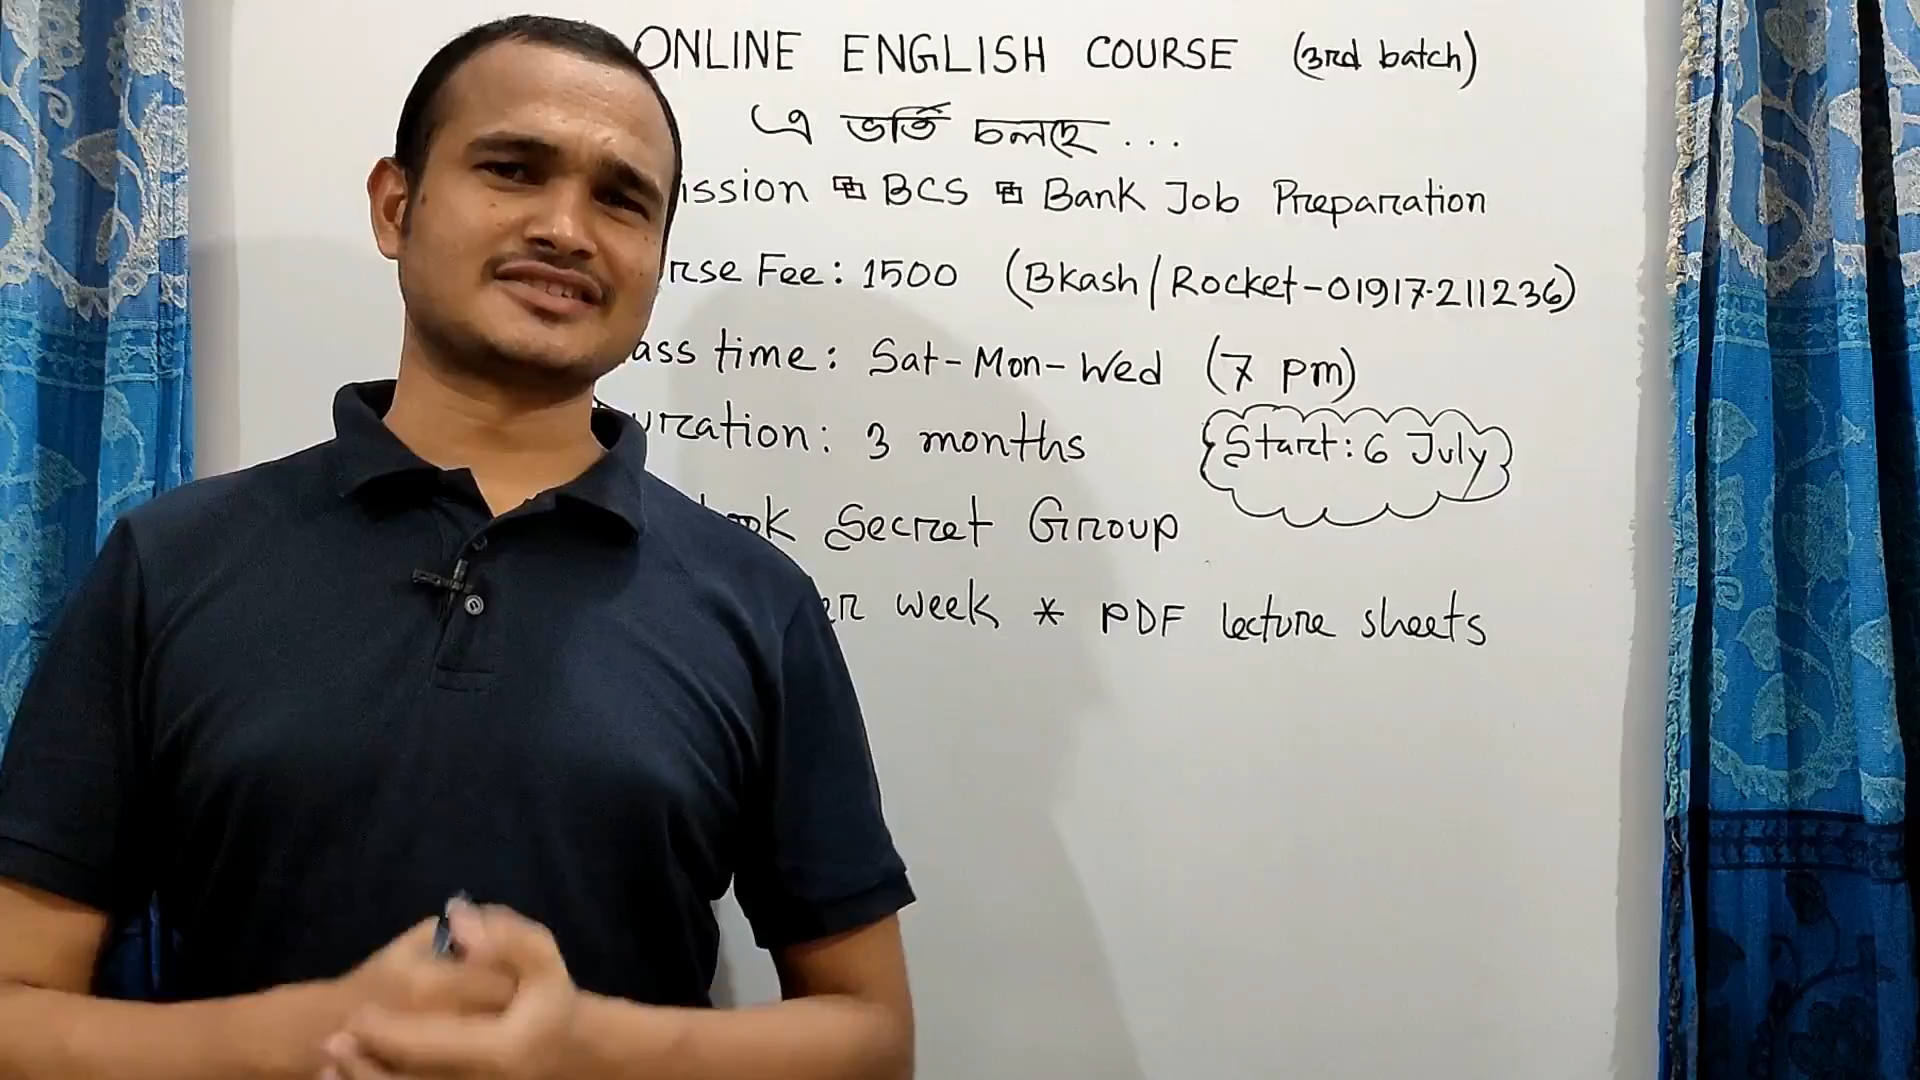 ONLINE ENGLISH COURSE (3rd batch)
এ ভর্তি চলছে...
ission BCS Bank Job Preparation
rse Fee: 1500 (Bkash/Rocket-01917-211236)
ass time: Sat-Mon-Wed (7 pm)
uration: 3 months
Start: 6 July
ook Secret Group
er week * PDF lecture sheets